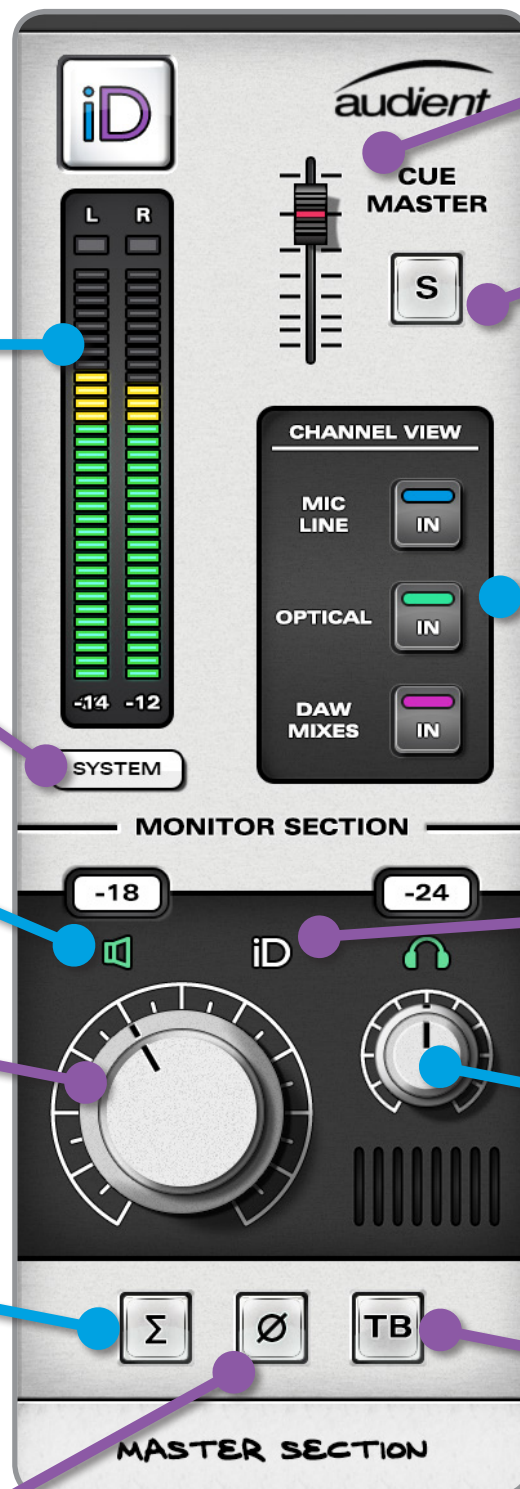 iD
audient
CUE
MASTER
S
L R
CHANNEL VIEW
MIC
LINE
IN
OPTICAL
IN
DAW
MIXES
IN
-14 -12
SYSTEM
MONITOR SECTION
-18
-24
iD
Σ
Ø
TB
MASTER SECTION